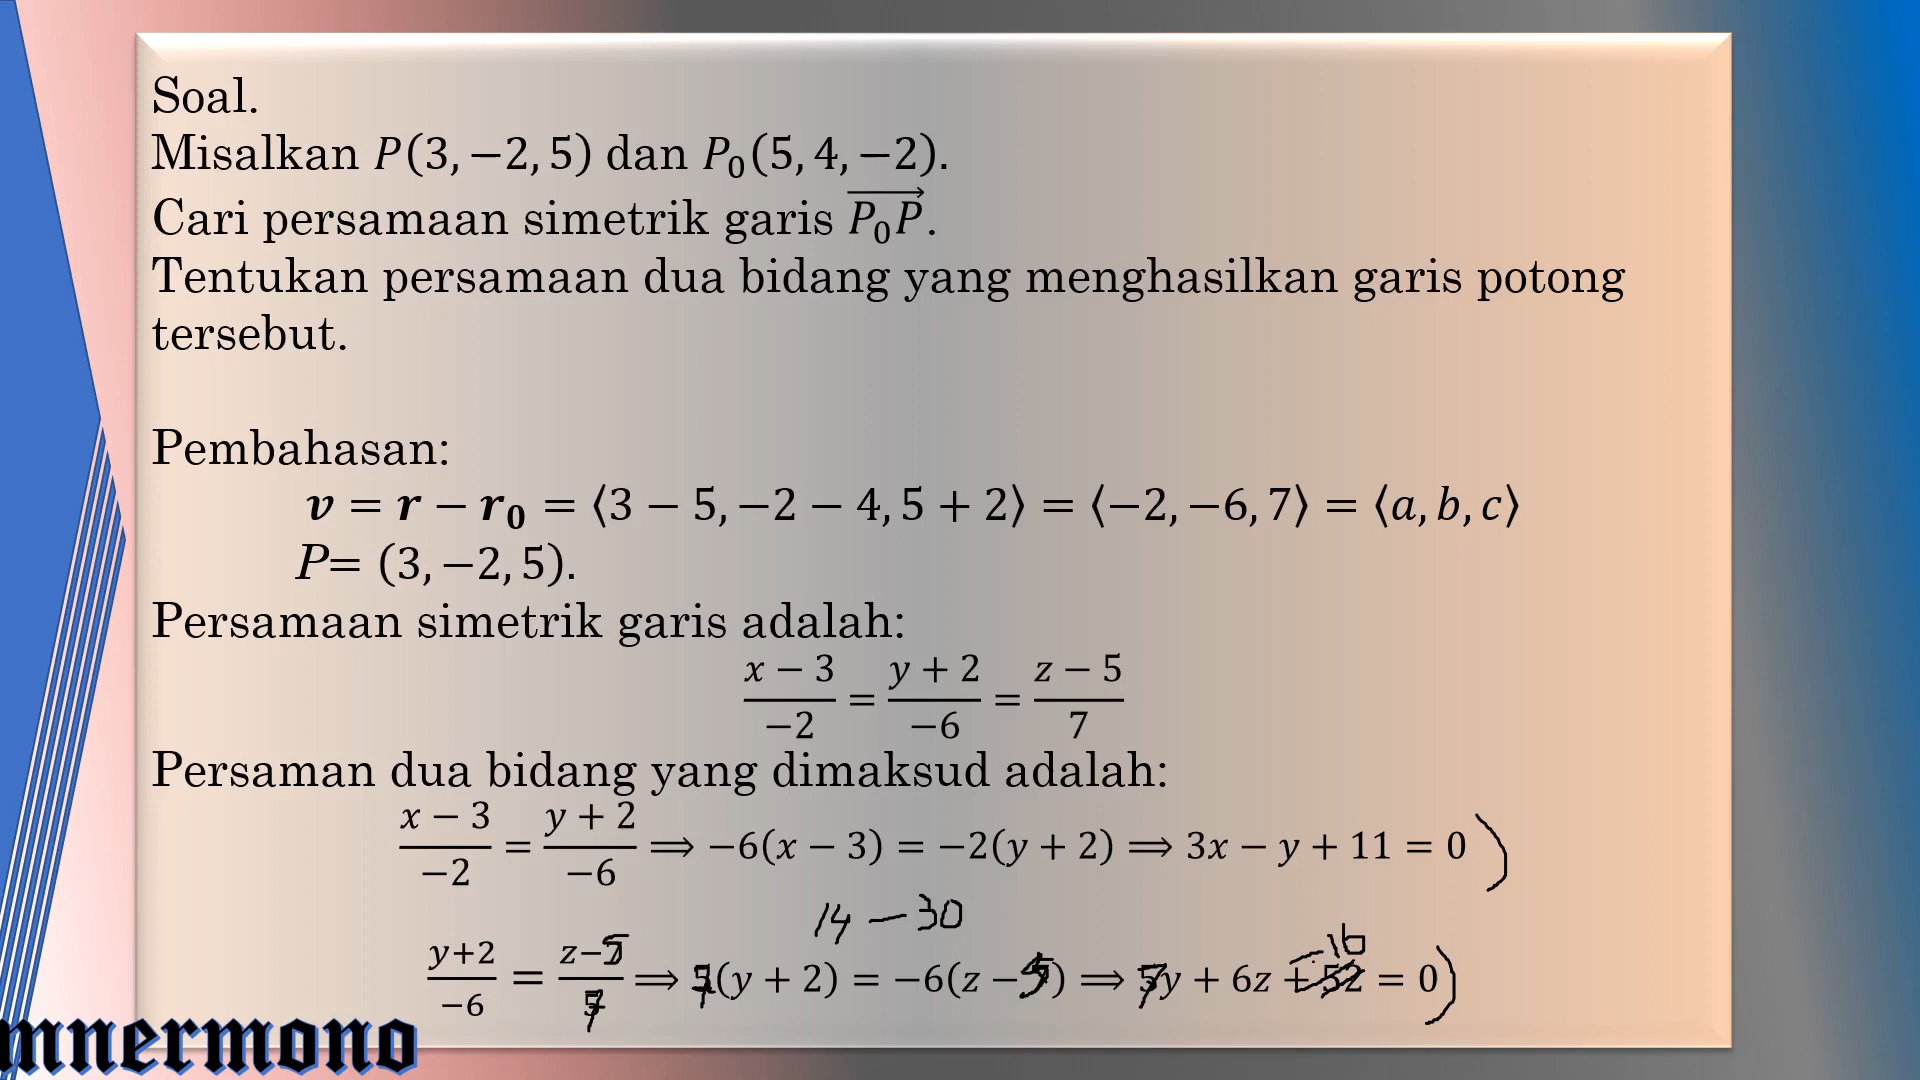 Soal.
Misalkan P(3, −2, 5) dan P₀(5, 4, −2).
Cari persamaan simetrik garis P₀P.
Tentukan persamaan dua bidang yang menghasilkan garis potong
tersebut.
Pembahasan:
v = r − r₀ = ⟨3 − 5, −2 − 4, 5 + 2⟩ = ⟨−2, −6, 7⟩ = ⟨a, b, c⟩
P= (3, −2, 5).
Persamaan simetrik garis adalah:
(x − 3)/(−2) = (y + 2)/(−6) = (z − 5)/7
Persaman dua bidang yang dimaksud adalah:
(x − 3)/(−2) = (y + 2)/(−6) ⟹ −6(x − 3) = −2(y + 2) ⟹ 3x − y + 11 = 0 )
14 − 30
−16
(y+2)/(−6) = (z−5)/7 ⟹ 7(y + 2) = −6(z − 5) ⟹ 7y + 6z + 52 = 0 )
mnermono